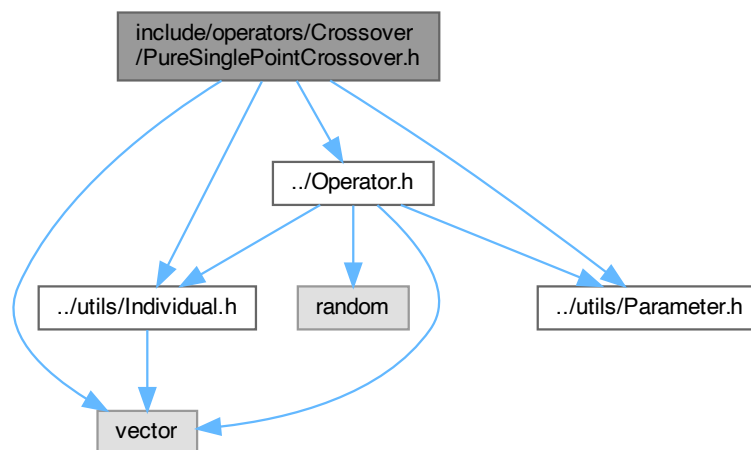 include/operators/Crossover
/PureSinglePointCrossover.h
../Operator.h
../utils/Individual.h
random
../utils/Parameter.h
vector